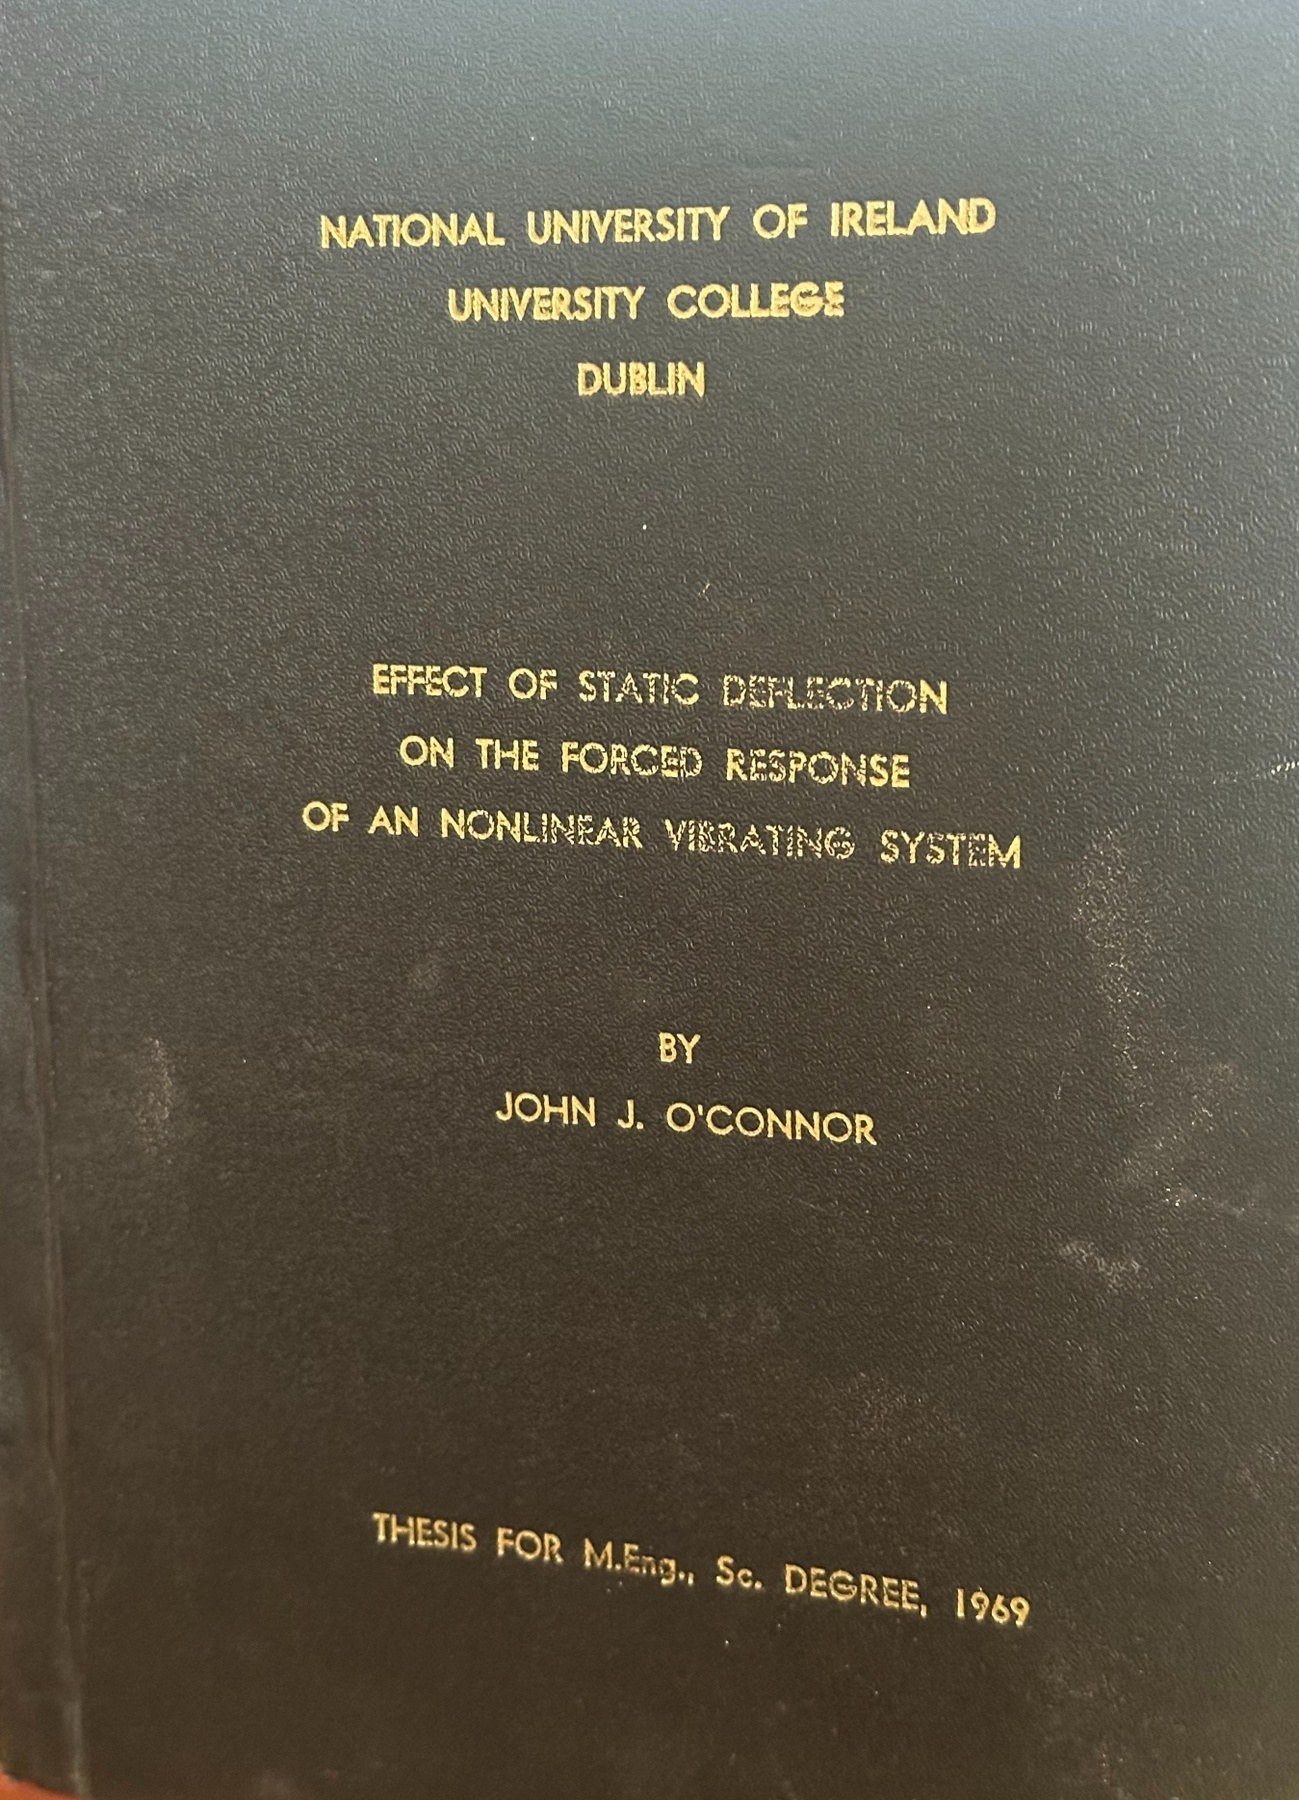 NATIONAL UNIVERSITY OF IRELAND
UNIVERSITY COLLEGE
DUBLIN
EFFECT OF STATIC DEFLECTION
ON THE FORCED RESPONSE
OF AN NONLINEAR VIBRATING SYSTEM
BY
JOHN J. O'CONNOR
THESIS FOR M.Eng., Sc. DEGREE, 1969